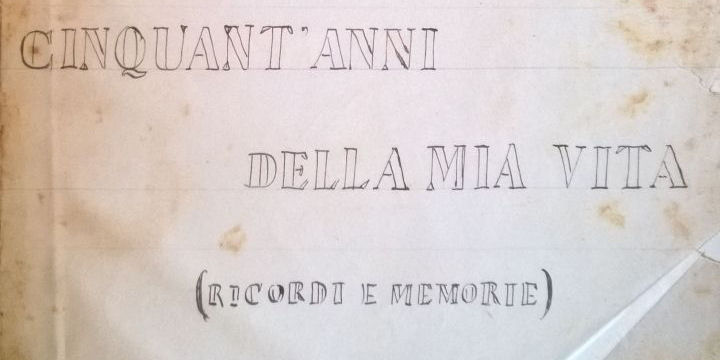 CINQUANT'ANNI
DELLA MIA VITA
(RICORDI E MEMORIE)